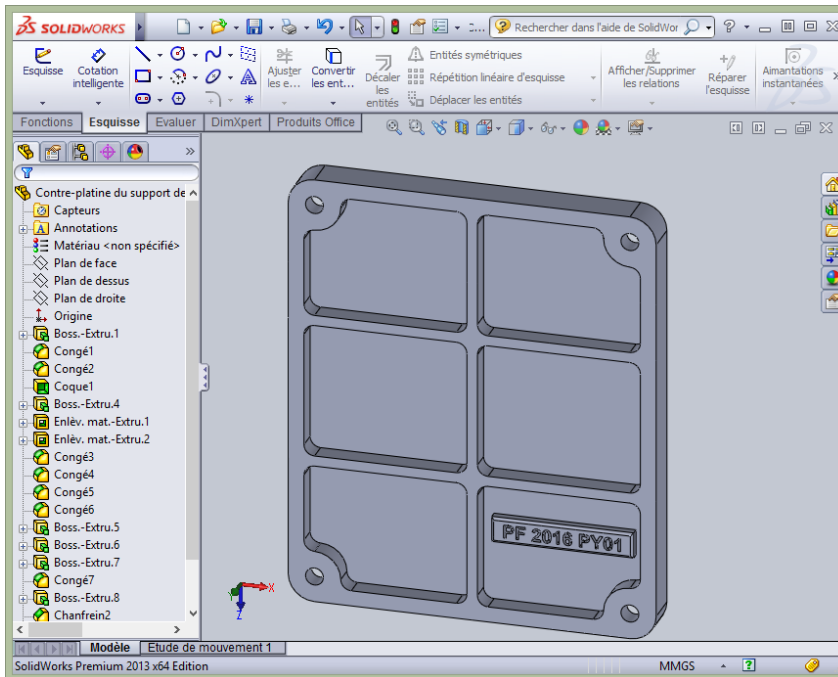 SOLIDWORKS
Rechercher dans l'aide de SolidWor
Esquisse
Cotation intelligente
Ajuster les e...
Convertir les ent...
Décaler les entités
Entités symétriques
Répétition linéaire d'esquisse
Déplacer les entités
Afficher/Supprimer les relations
Réparer l'esquisse
Aimantations instantanées
Fonctions
Esquisse
Evaluer
DimXpert
Produits Office
Contre-platine du support de
Capteurs
Annotations
Matériau <non spécifié>
Plan de face
Plan de dessus
Plan de droite
Origine
Boss.-Extru.1
Congé1
Congé2
Coque1
Boss.-Extru.4
Enlèv. mat.-Extru.1
Enlèv. mat.-Extru.2
Congé3
Congé4
Congé5
Congé6
Boss.-Extru.5
Boss.-Extru.6
Boss.-Extru.7
Congé7
Boss.-Extru.8
Chanfrein2
PF 2016 PY01
X
Y
Z
Modèle
Etude de mouvement 1
SolidWorks Premium 2013 x64 Edition
MMGS